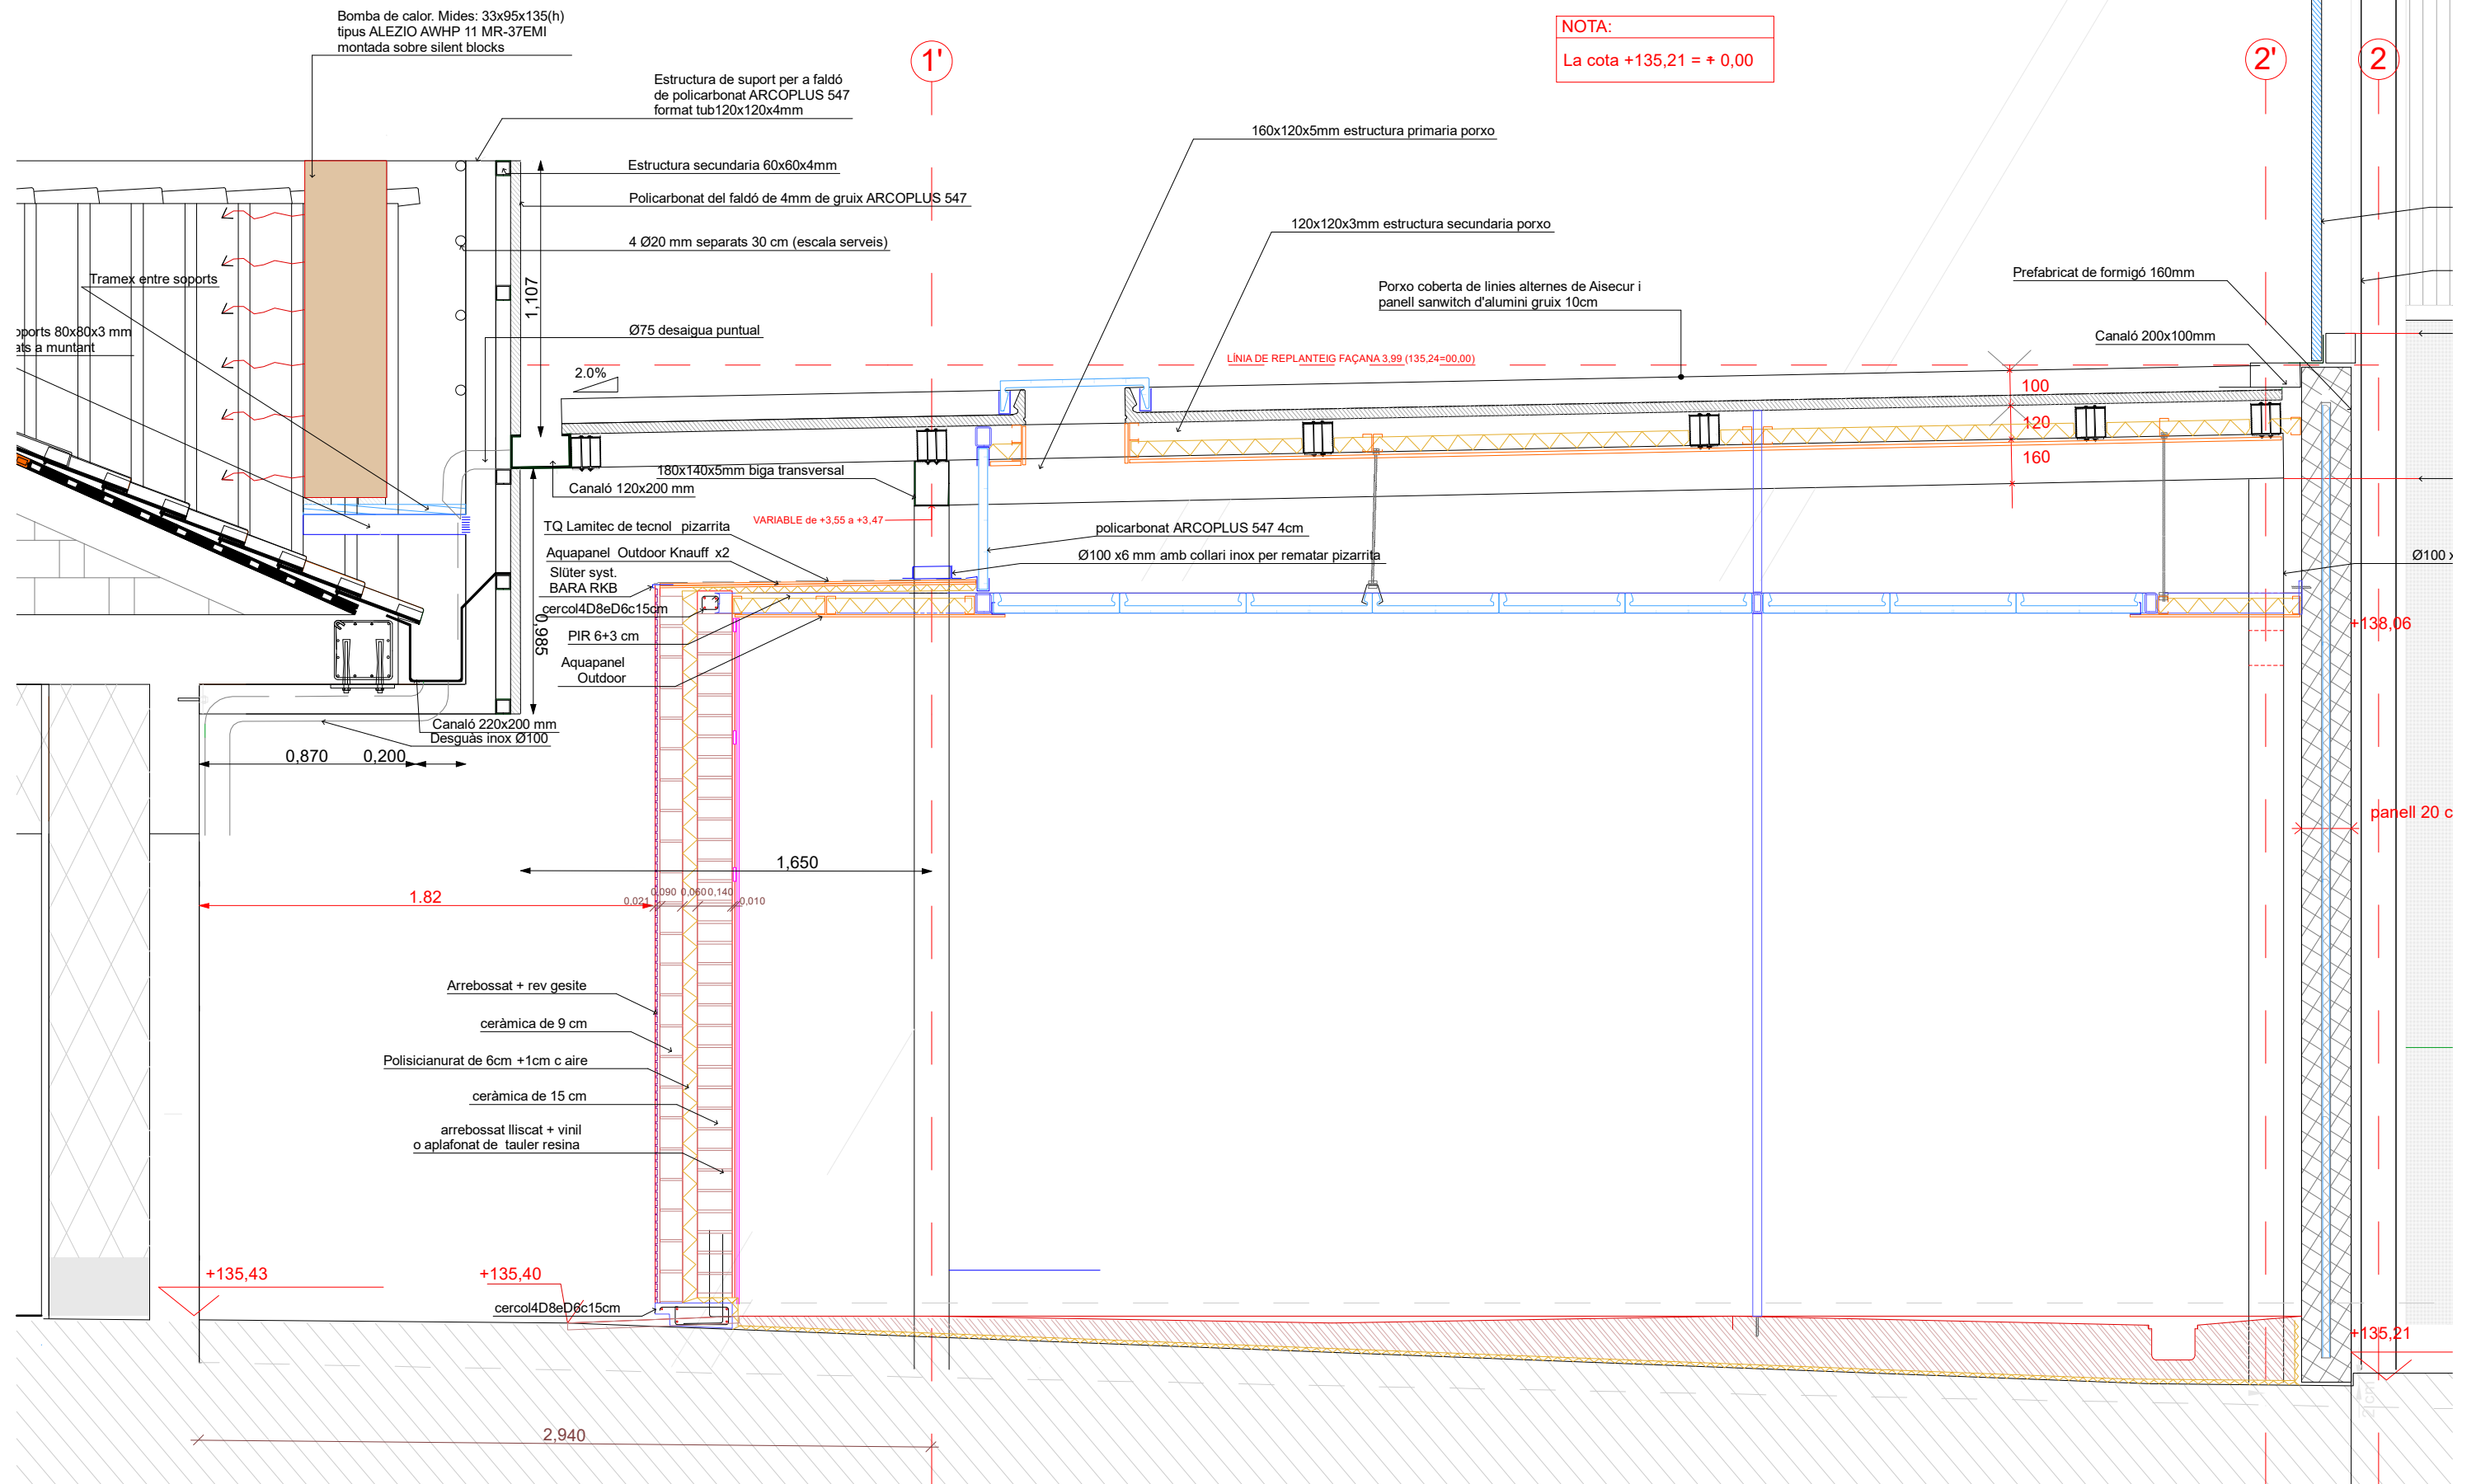 Bomba de calor. Mides: 33x95x135(h)
tipus ALEZIO AWHP 11 MR-37EMI
montada sobre silent blocks
Estructura de suport per a faldó
de policarbonat ARCOPLUS 547
format tub120x120x4mm
1'
NOTA:
La cota +135,21 = + 0,00
2'
2
160x120x5mm estructura primaria porxo
Estructura secundaria 60x60x4mm
Policarbonat del faldó de 4mm de gruix ARCOPLUS 547
120x120x3mm estructura secundaria porxo
4 Ø20 mm separats 30 cm (escala serveis)
Tramex entre soports
1,107
Prefabricat de formigó 160mm
Porxo coberta de linies alternes de Aisecur i
panell sanwitch d'alumini gruix 10cm
ports 80x80x3 mm
ats a muntant
Ø75 desaigua puntual
Canaló 200x100mm
LÍNIA DE REPLANTEIG FAÇANA 3,99 (135,24=00,00)
2.0%
100
120
160
180x140x5mm biga transversal
Canaló 120x200 mm
VARIABLE de +3,55 a +3,47
TQ Lamitec de tecnol pizarrita
policarbonat ARCOPLUS 547 4cm
Aquapanel Outdoor Knauff x2
Ø100 x6 mm amb collari inox per rematar pizarrita
Ø100 x
Slüter syst.
BARA RKB
cercol4D8eD6c15cm
0,985
PIR 6+3 cm
+138,06
Aquapanel
Outdoor
Canaló 220x200 mm
Desguàs inox Ø100
0,870
0,200
panell 20 c
1,650
1.82
0,021
0,090
0,060
0,140
0,010
Arrebossat + rev gesite
ceràmica de 9 cm
Polisicianurat de 6cm +1cm c aire
ceràmica de 15 cm
arrebossat lliscat + vinil
o aplafonat de tauler resina
+135,43
+135,40
cercol4D8eD6c15cm
+135,21
2 cm
2,940